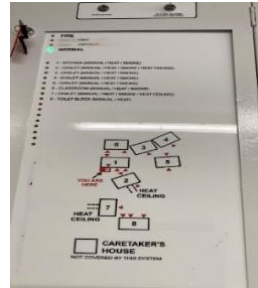 FIRE
NORMAL
1 - KITCHEN (MANUAL / HEAT / SMOKE)
2 - CHALET (MANUAL / HEAT / SMOKE / HEAT CEILING)
3 - CHALET (MANUAL / HEAT / SMOKE)
4 - CHALET (MANUAL / HEAT / SMOKE)
5 - CHALET (MANUAL / HEAT / SMOKE)
6 - CLASSROOM (MANUAL / HEAT / SMOKE)
7 - CHALET (MANUAL / HEAT / SMOKE / HEAT CEILING)
8 - TOILET BLOCK (MANUAL / HEAT)
6
3
4
1
5
YOU ARE
HERE
2
HEAT
CEILING
7
HEAT
CEILING
8
CARETAKER'S
HOUSE
NOT COVERED BY THIS SYSTEM